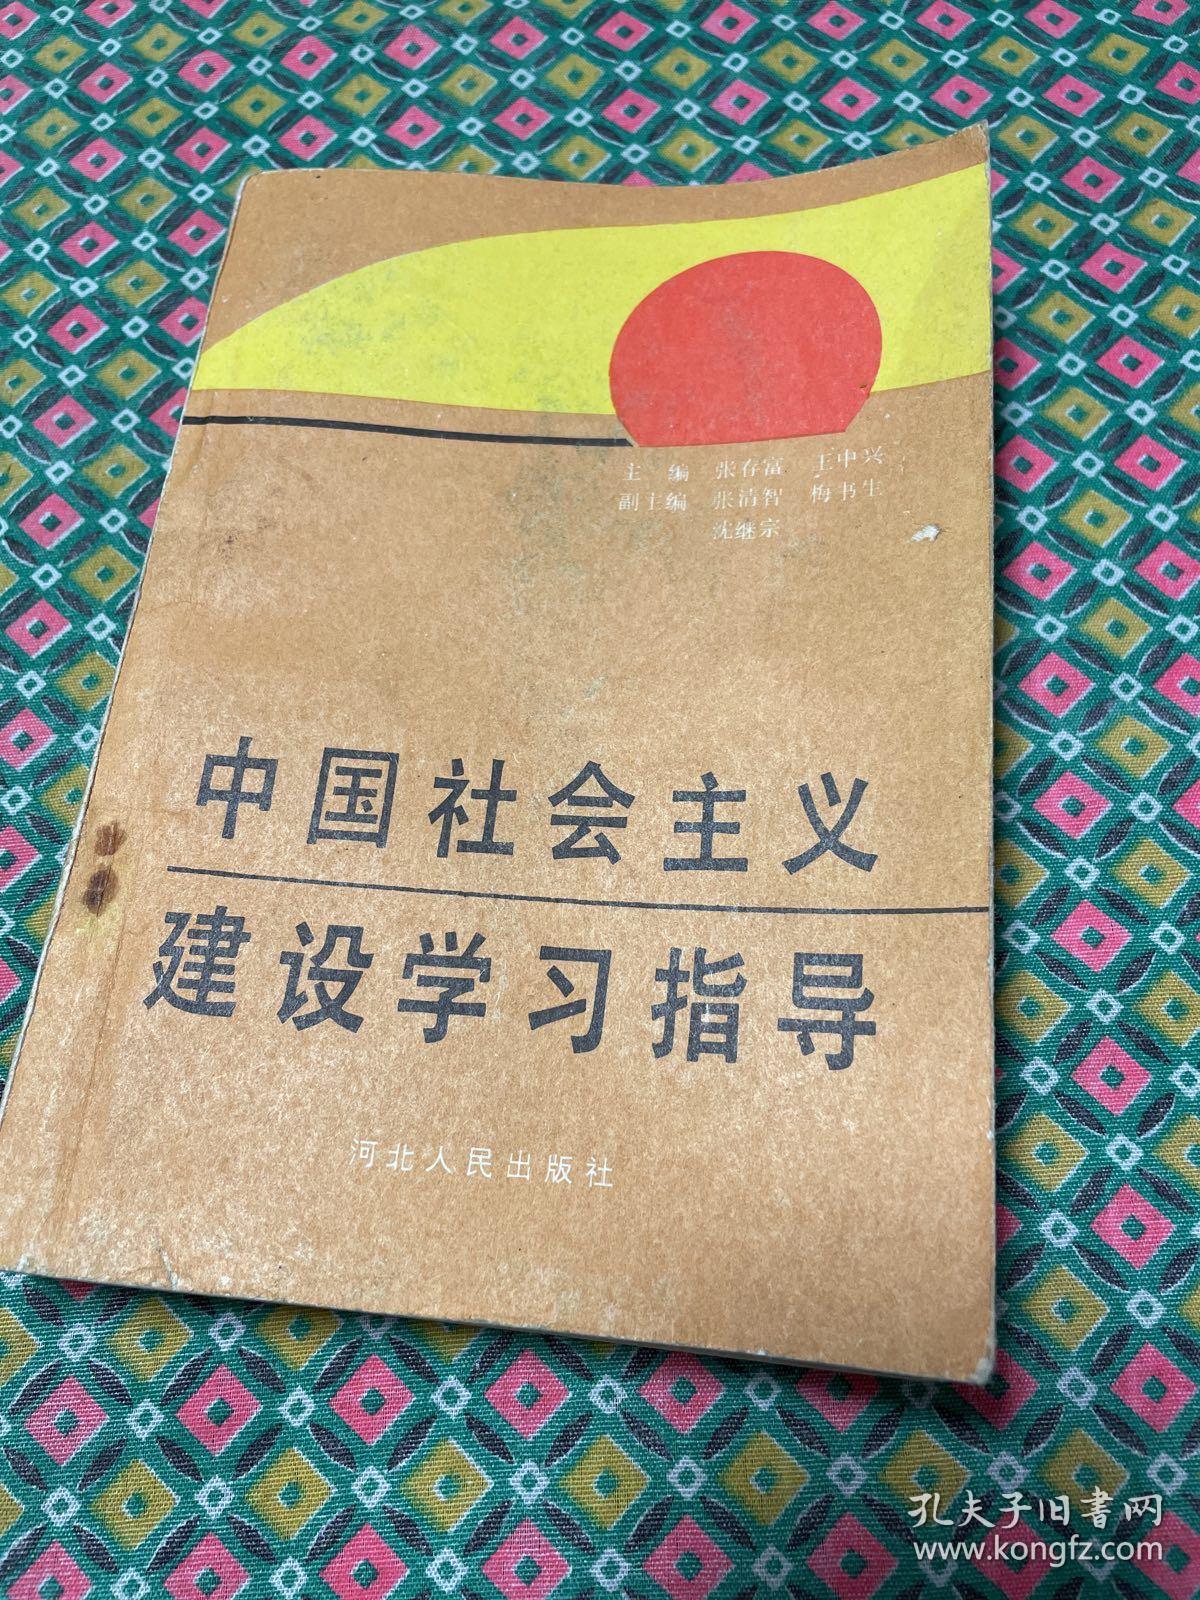 主 编 张存富 王中兴
副主编 张清智 梅书生
沈继宗
中国社会主义
建设学习指导
河北人民出版社
孔夫子旧書网
www.kongfz.com